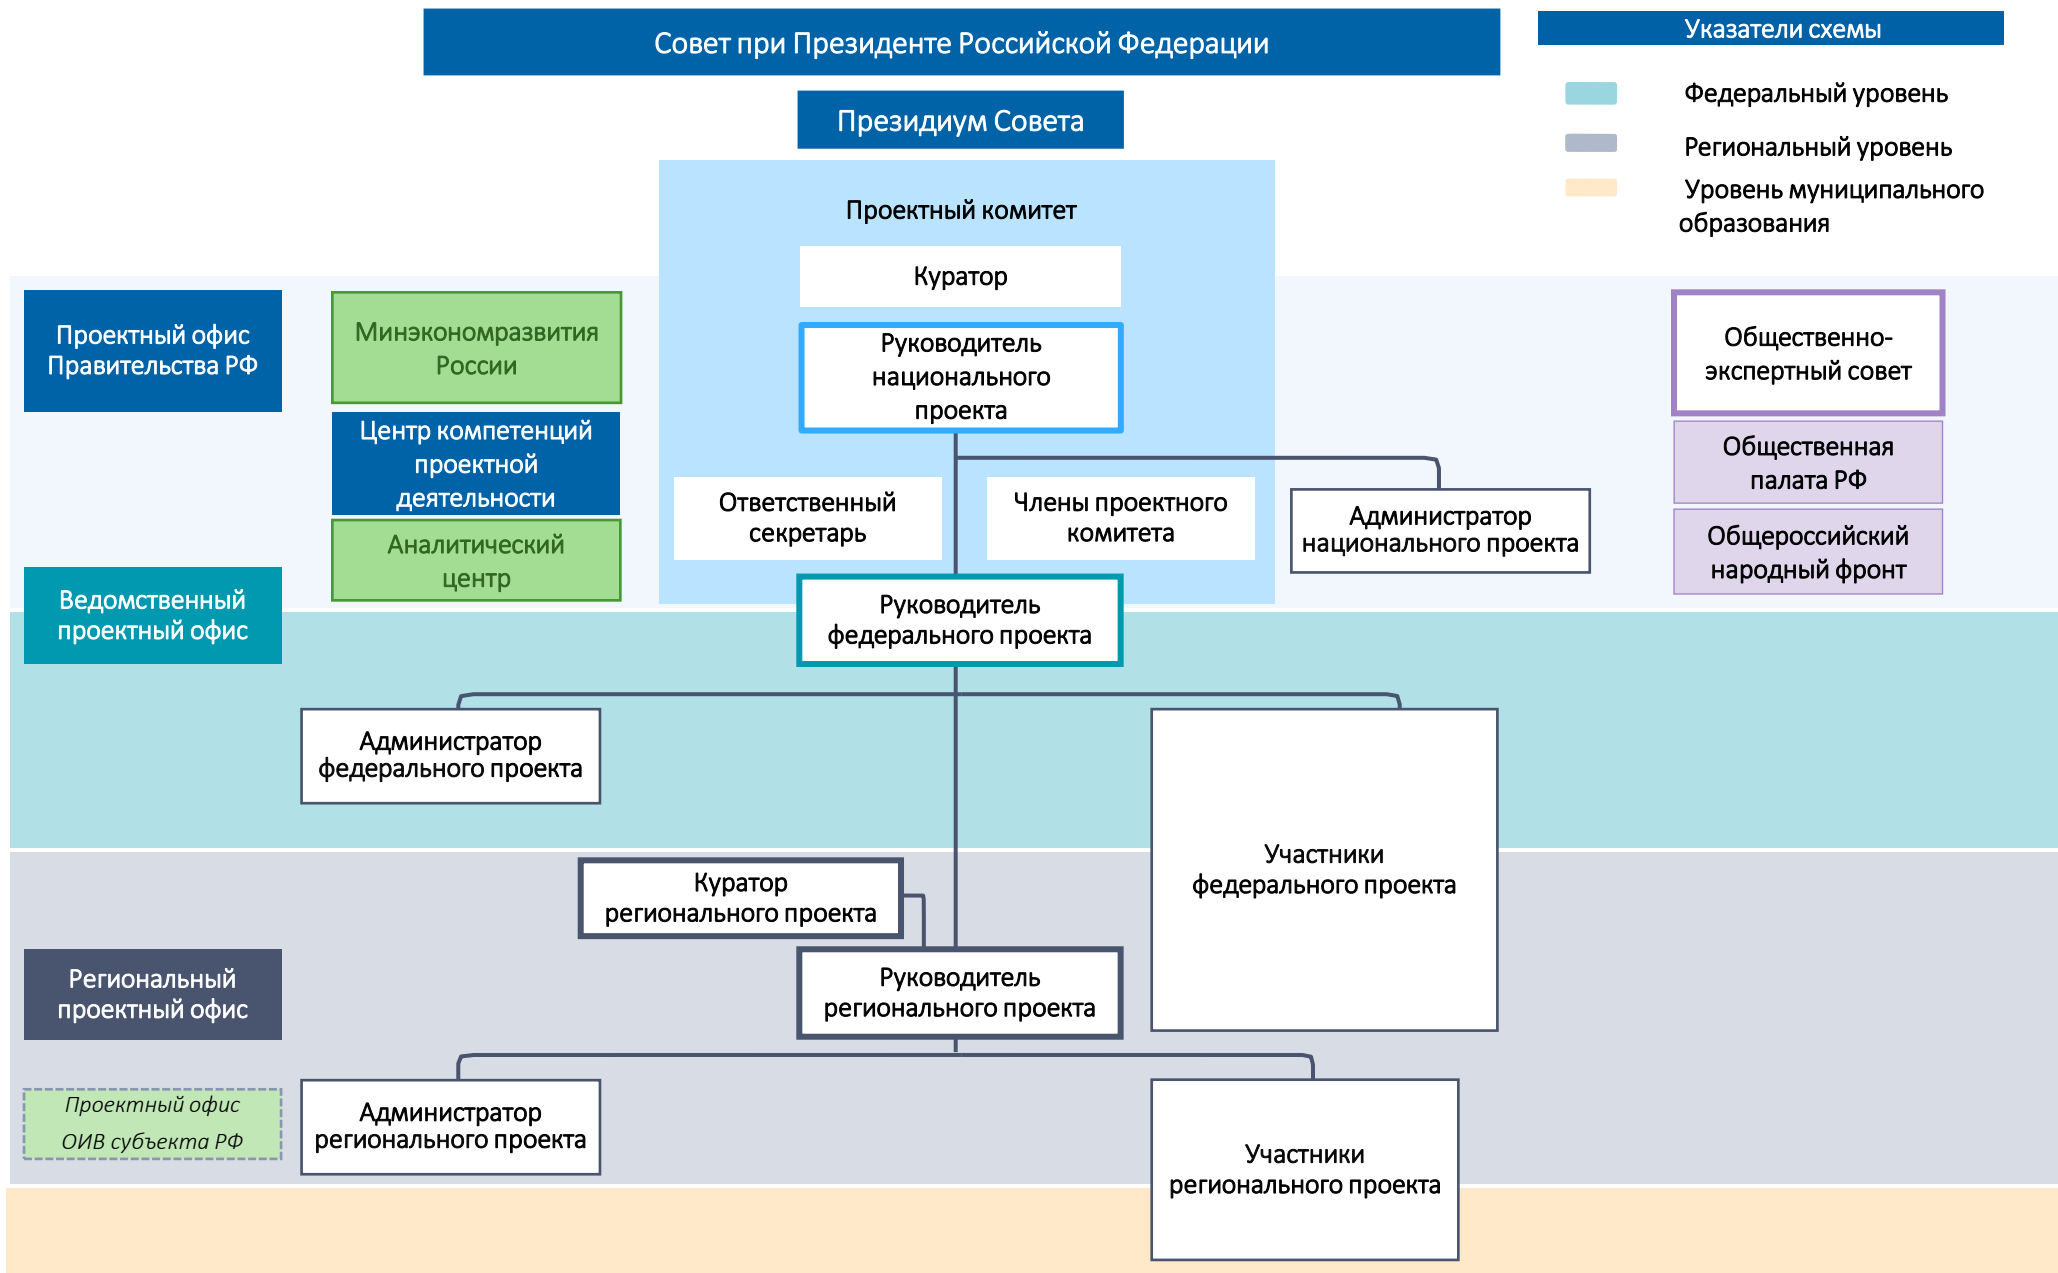 Совет при Президенте Российской Федерации
Президиум Совета
Указатели схемы
Федеральный уровень
Региональный уровень
Уровень муниципального
образования
Проектный комитет
Куратор
Руководитель
национального
проекта
Ответственный
секретарь
Члены проектного
комитета
Проектный офис
Правительства РФ
Минэкономразвития
России
Центр компетенций
проектной
деятельности
Аналитический
центр
Администратор
национального проекта
Общественно-
экспертный совет
Общественная
палата РФ
Общероссийский
народный фронт
Ведомственный
проектный офис
Руководитель
федерального проекта
Администратор
федерального проекта
Участники
федерального проекта
Куратор
регионального проекта
Региональный
проектный офис
Руководитель
регионального проекта
Проектный офис
ОИВ субъекта РФ
Администратор
регионального проекта
Участники
регионального проекта